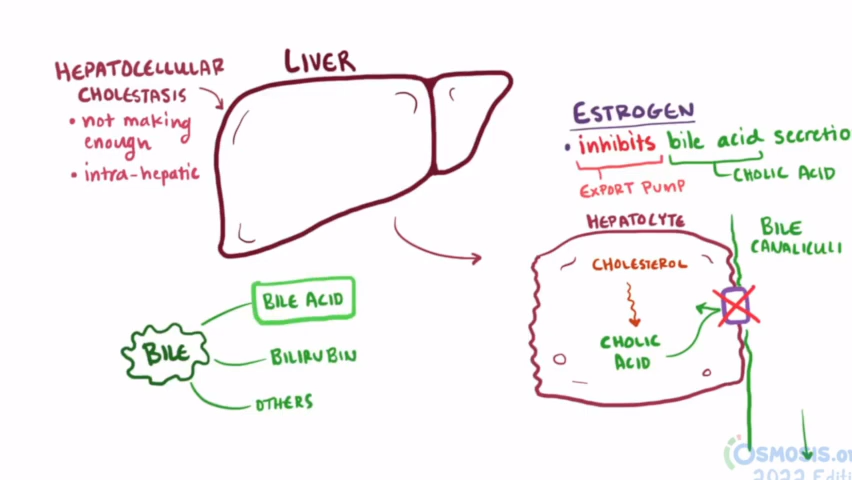 LIVER
HEPATOCELLULAR
CHOLESTASIS
• not making
enough
• intra-hepatic
ESTROGEN
• inhibits bile acid secretio
EXPORT PUMP
CHOLIC ACID
HEPATOCYTE
BILE
CANALICULI
CHOLESTEROL
CHOLIC
ACID
BILE
BILE ACID
BILIRUBIN
OTHERS
OSMOSIS.or
2022 Editi